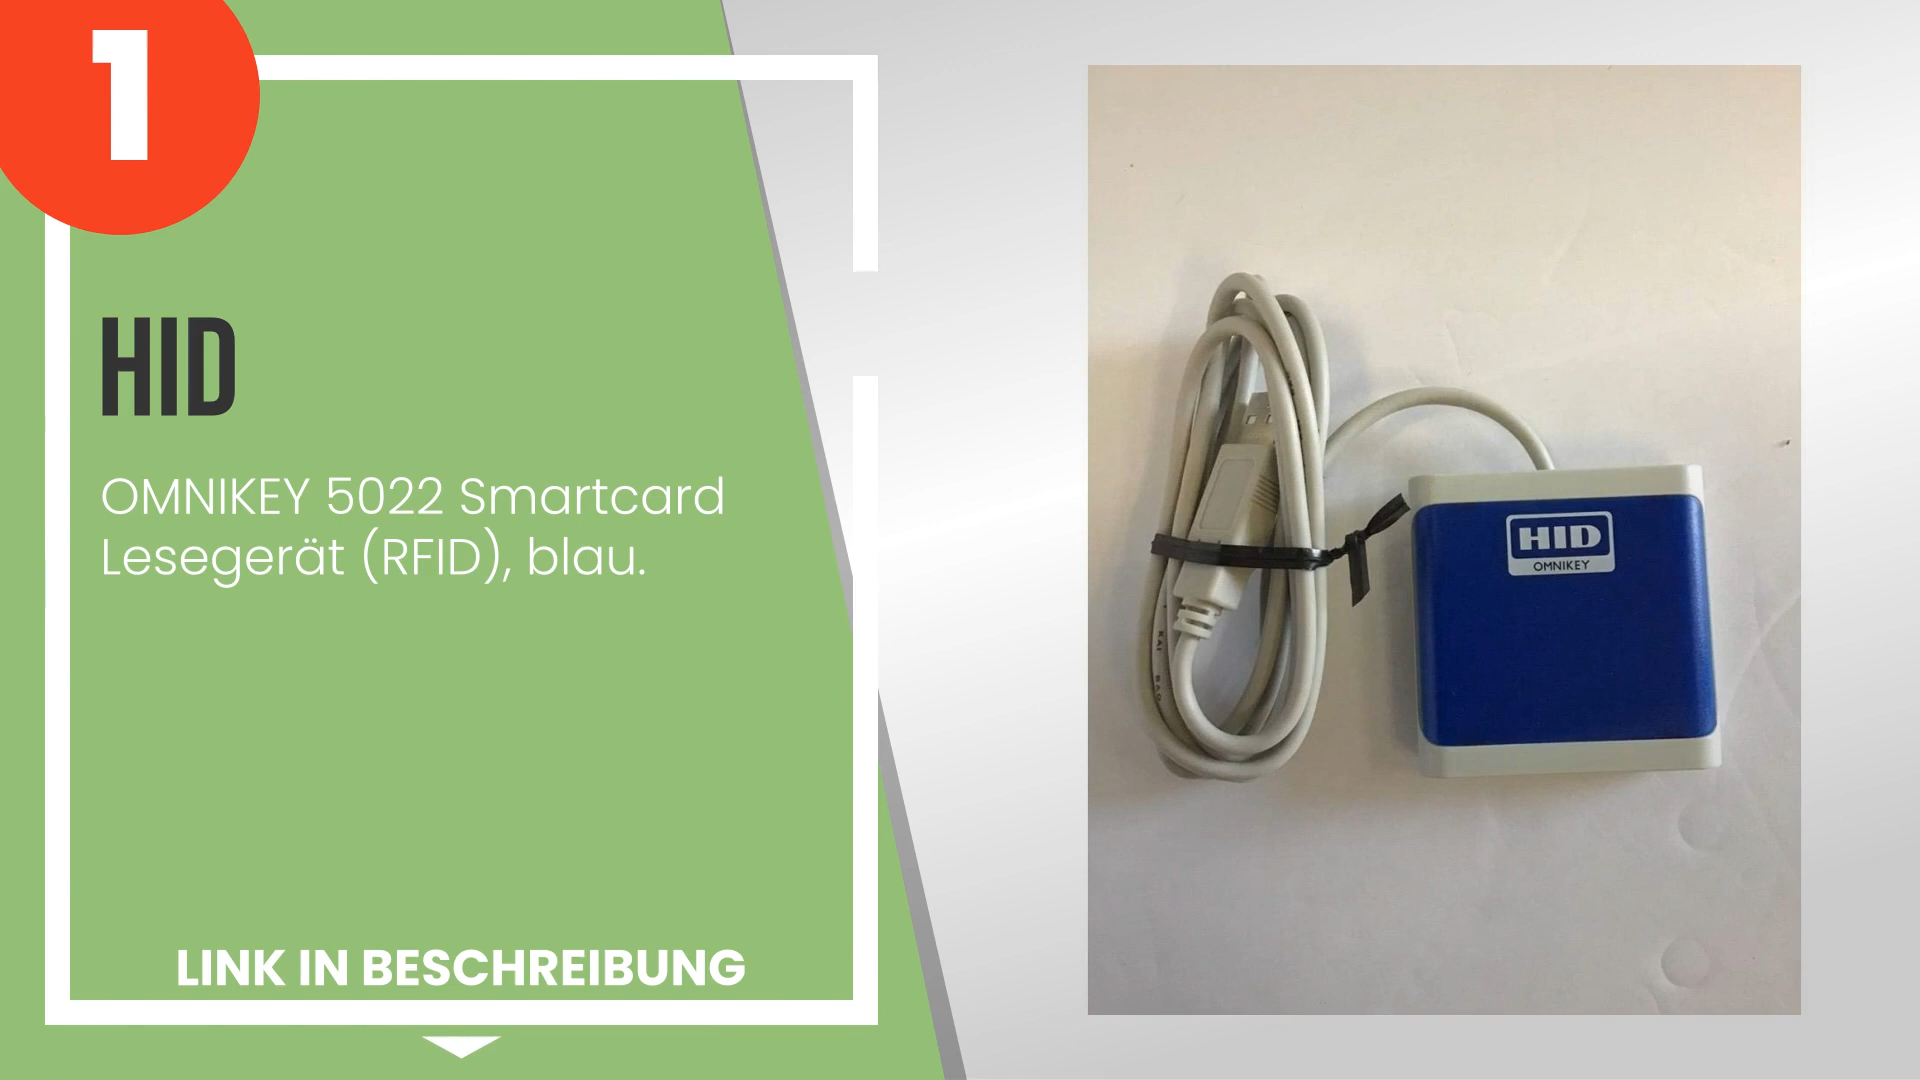 1
HID
OMNIKEY 5022 Smartcard
Lesegerät (RFID), blau.
LINK IN BESCHREIBUNG
HID
OMNIKEY